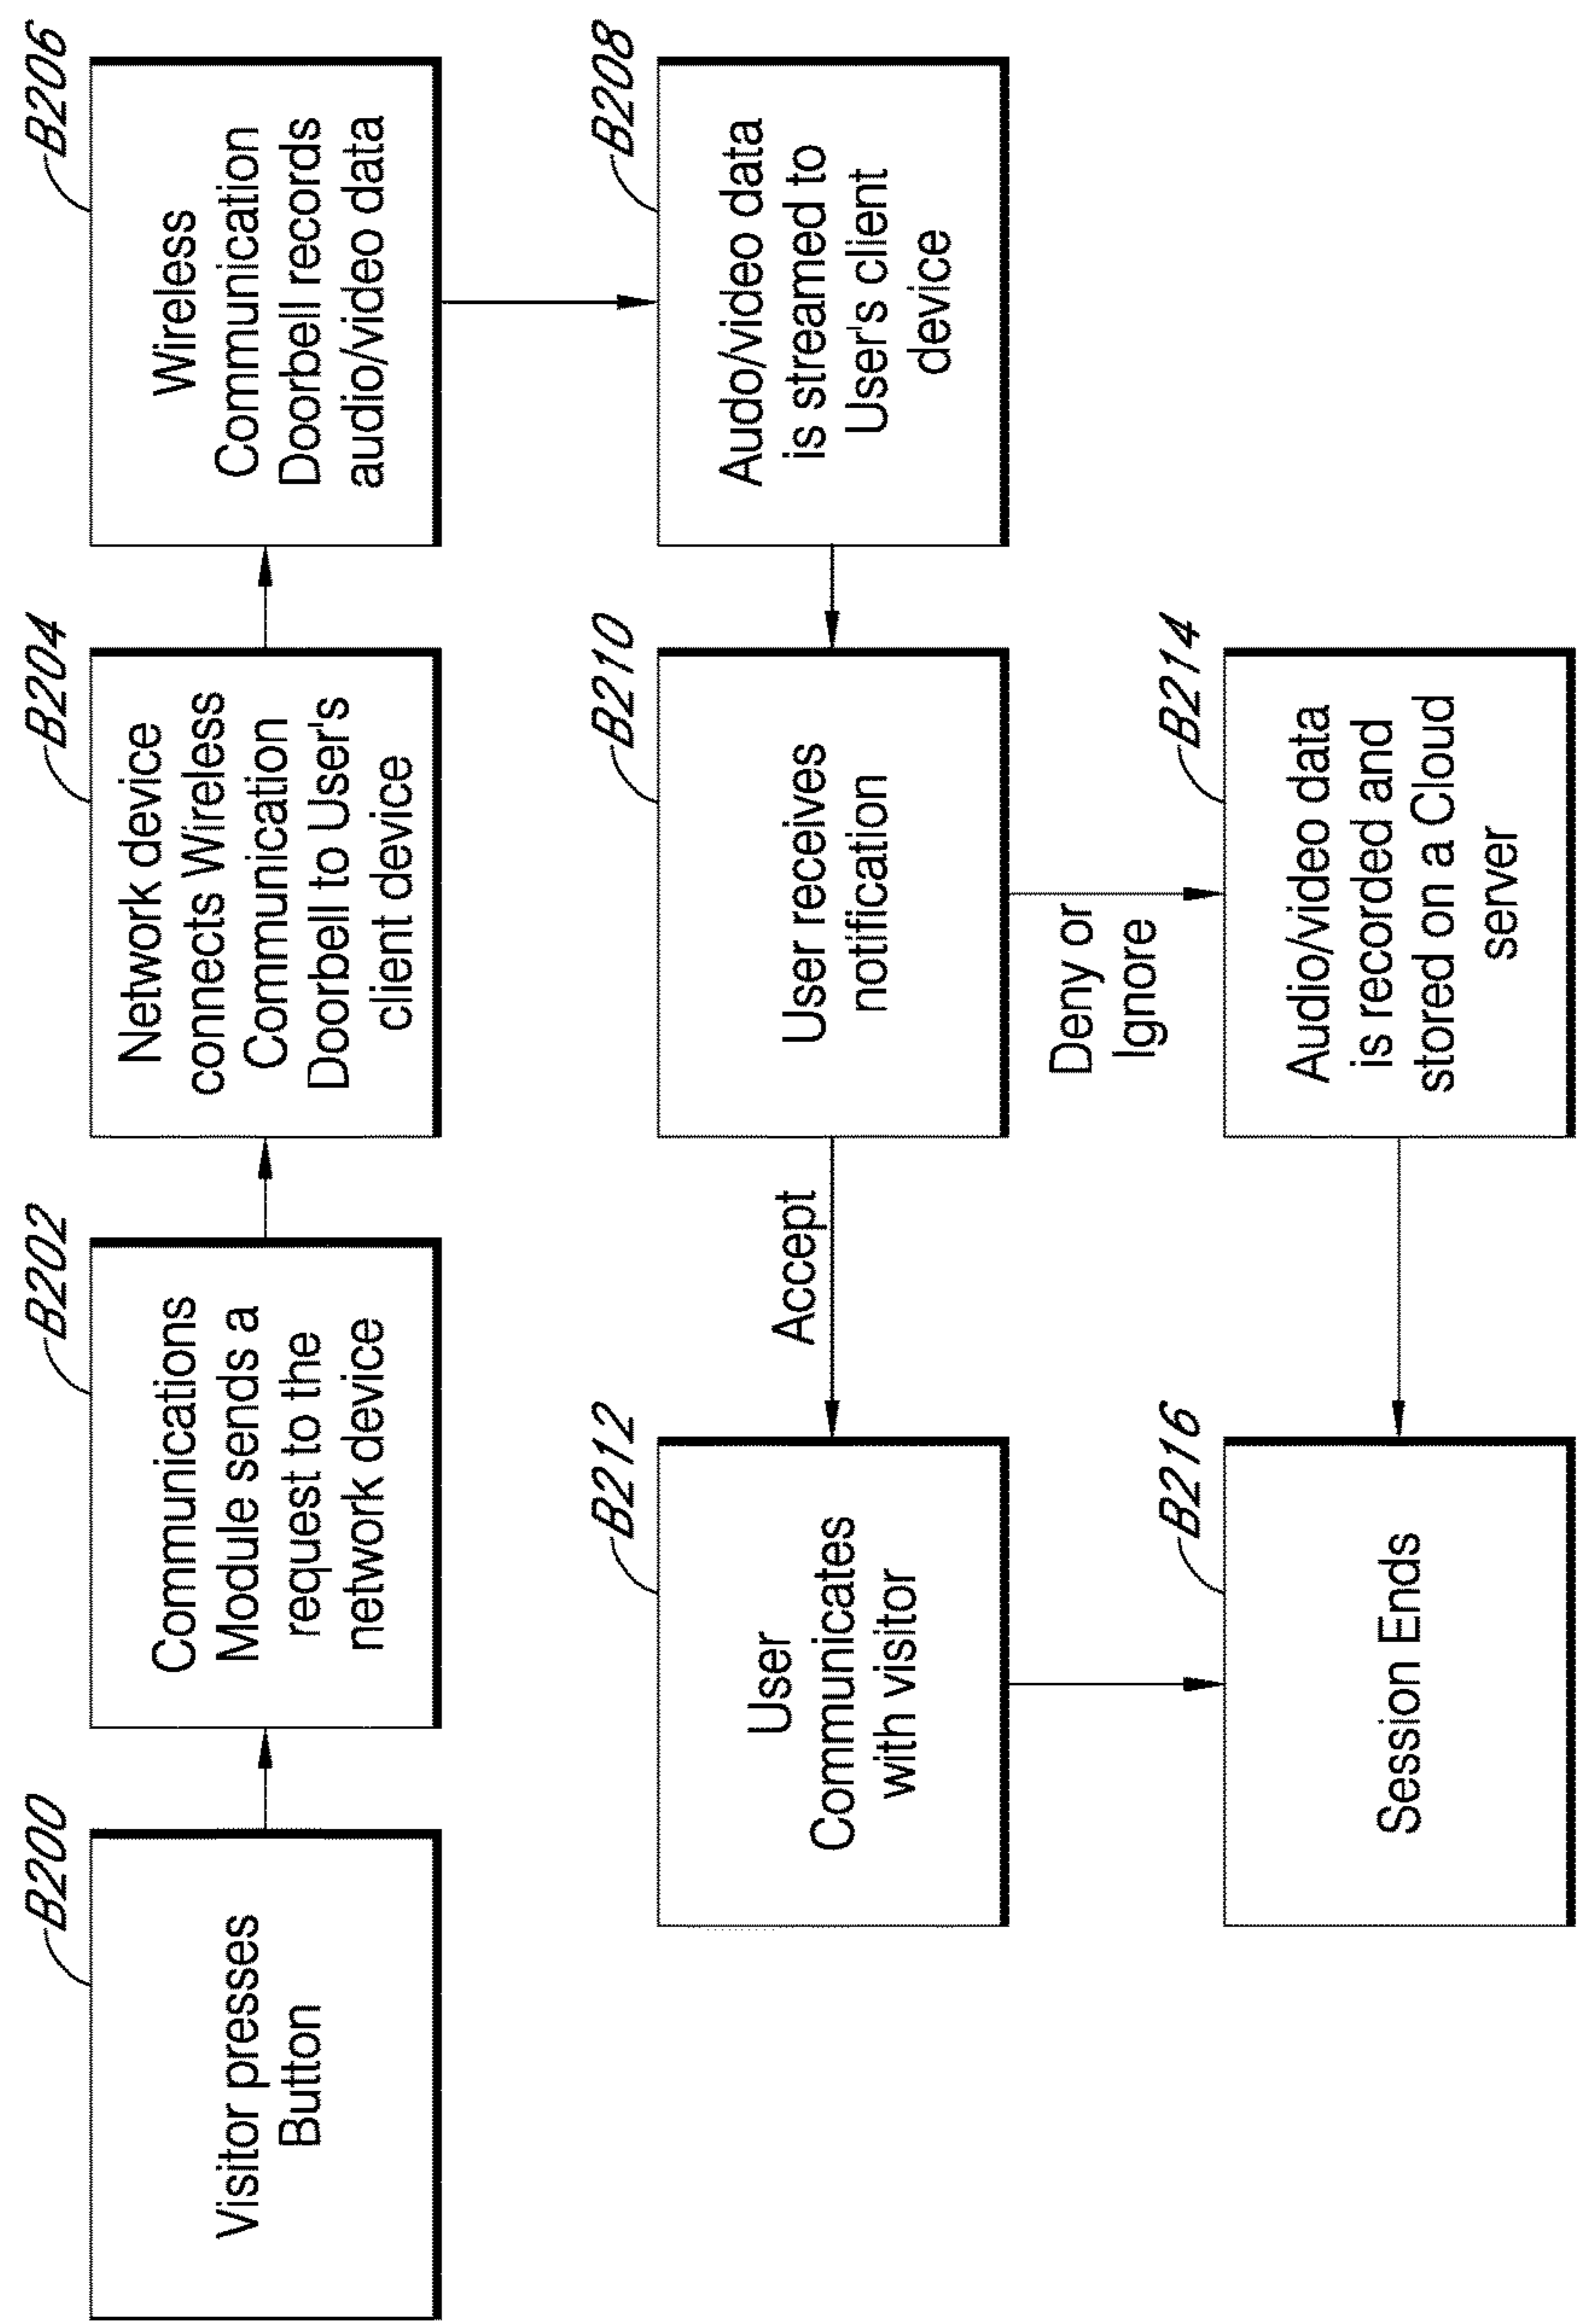 B200
Visitor presses
Button
B202
Communications
Module sends a
request to the
network device
B204
Network device
connects Wireless
Communication
Doorbell to User's
client device
B206
Wireless
Communication
Doorbell records
audio/video data
B208
Audo/video data
is streamed to
User's client
device
B210
User receives
notification
Accept
Deny or
Ignore
B212
User
Communicates
with visitor
B214
Audio/video data
is recorded and
stored on a Cloud
server
B216
Session Ends